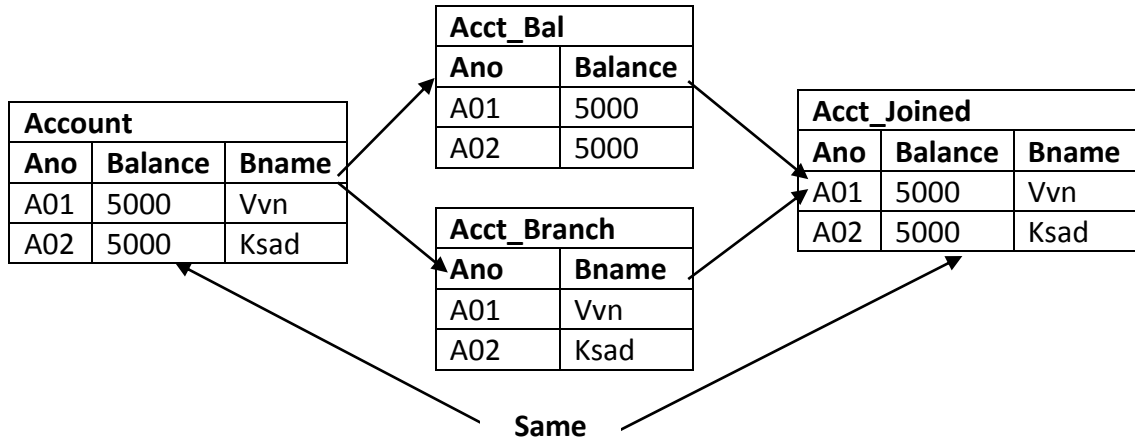 Account
Ano Balance Bname
A01 5000 Vvn
A02 5000 Ksad
Acct_Bal
Ano Balance
A01 5000
A02 5000
Acct_Branch
Ano Bname
A01 Vvn
A02 Ksad
Acct_Joined
Ano Balance Bname
A01 5000 Vvn
A02 5000 Ksad
Same